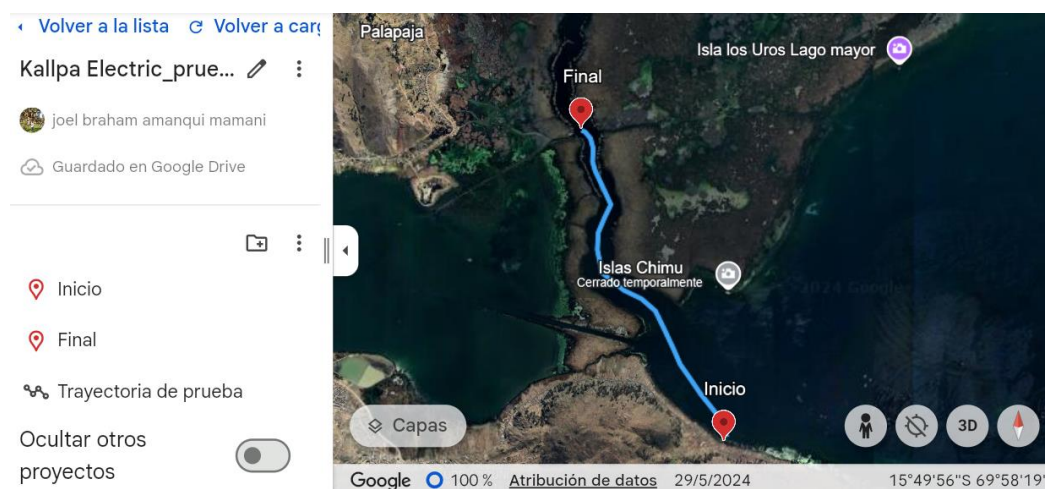 Volver a la lista
Volver a carg
Kallpa Electric_prue...
joel braham amanqui mamani
Guardado en Google Drive
Inicio
Final
Trayectoria de prueba
Ocultar otros
proyectos
Palapaja
Isla los Uros Lago mayor
Final
Islas Chimu
Cerrado temporalmente
2024 Google
Inicio
Capas
3D
Google
100 %
Atribución de datos
29/5/2024
15°49'56"S 69°58'19"